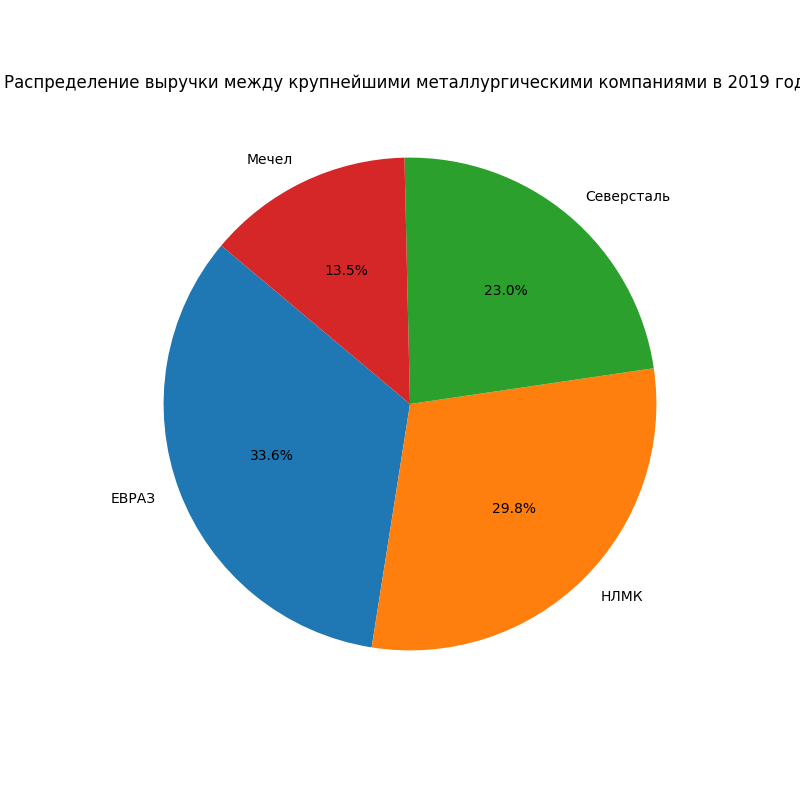 Распределение выручки между крупнейшими металлургическими компаниями в 2019 год
Мечел
Северсталь
13.5%
23.0%
33.6%
ЕВРАЗ
29.8%
НЛМК